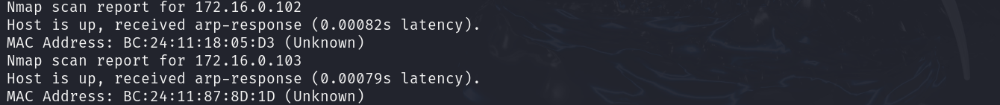 Nmap scan report for 172.16.0.102
Host is up, received arp-response (0.00082s latency).
MAC Address: BC:24:11:18:05:D3 (Unknown)
Nmap scan report for 172.16.0.103
Host is up, received arp-response (0.00079s latency).
MAC Address: BC:24:11:87:8D:1D (Unknown)